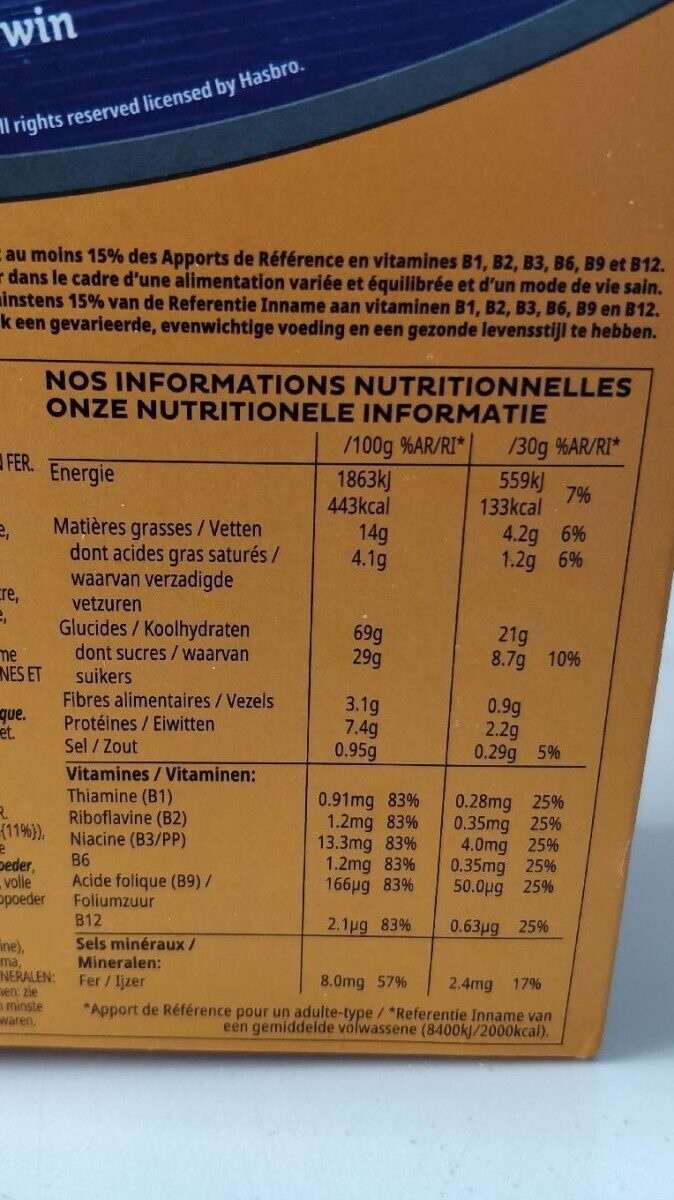 win
rights reserved licensed by Hasbro.
au moins 15% des Apports de Référence en vitamines B1, B2, B3, B6, B9 et B12.
dans le cadre d'une alimentation variée et équilibrée et d'un mode de vie sain.
15% van de Referentie Inname aan vitaminen B1, B2, B3, B6, B9 en B12.
een gevarieerde, evenwichtige voeding en een gezonde levensstijl te hebben.
NOS INFORMATIONS NUTRITIONNELLES
ONZE NUTRITIONELE INFORMATIE
/100g %AR/RI* /30g %AR/RI*
FER.
Energie 1863kJ 559kJ 7%
443kcal 133kcal
Matières grasses / Vetten 14g 4.2g 6%
dont acides gras saturés / 4.1g 1.2g 6%
waarvan verzadigde
vetzuren
Glucides / Koolhydraten 69g 21g
dont sucres / waarvan 29g 8.7g 10%
NES ET
suikers
Fibres alimentaires / Vezels 3.1g 0.9g
que.
Protéines / Eiwitten 7.4g 2.2g
et.
Sel / Zout 0.95g 0.29g 5%
Vitamines / Vitaminen:
Thiamine (B1) 0.91mg 83% 0.28mg 25%
Riboflavine (B2) 1.2mg 83% 0.35mg 25%
{11%}),
Niacine (B3/PP) 13.3mg 83% 4.0mg 25%
B6 1.2mg 83% 0.35mg 25%
oeder,
Acide folique (B9) / 166µg 83% 50.0µg 25%
volle
Foliumzuur
opoeder
B12 2.1µg 83% 0.63µg 25%
Sels minéraux /
ine),
Mineralen:
ma,
Fer / Ijzer 8.0mg 57% 2.4mg 17%
NERALEN:
nen: zie
minste
waren.
*Apport de Référence pour un adulte-type / *Referentie Inname van
een gemiddelde volwassene (8400kJ/2000kcal).